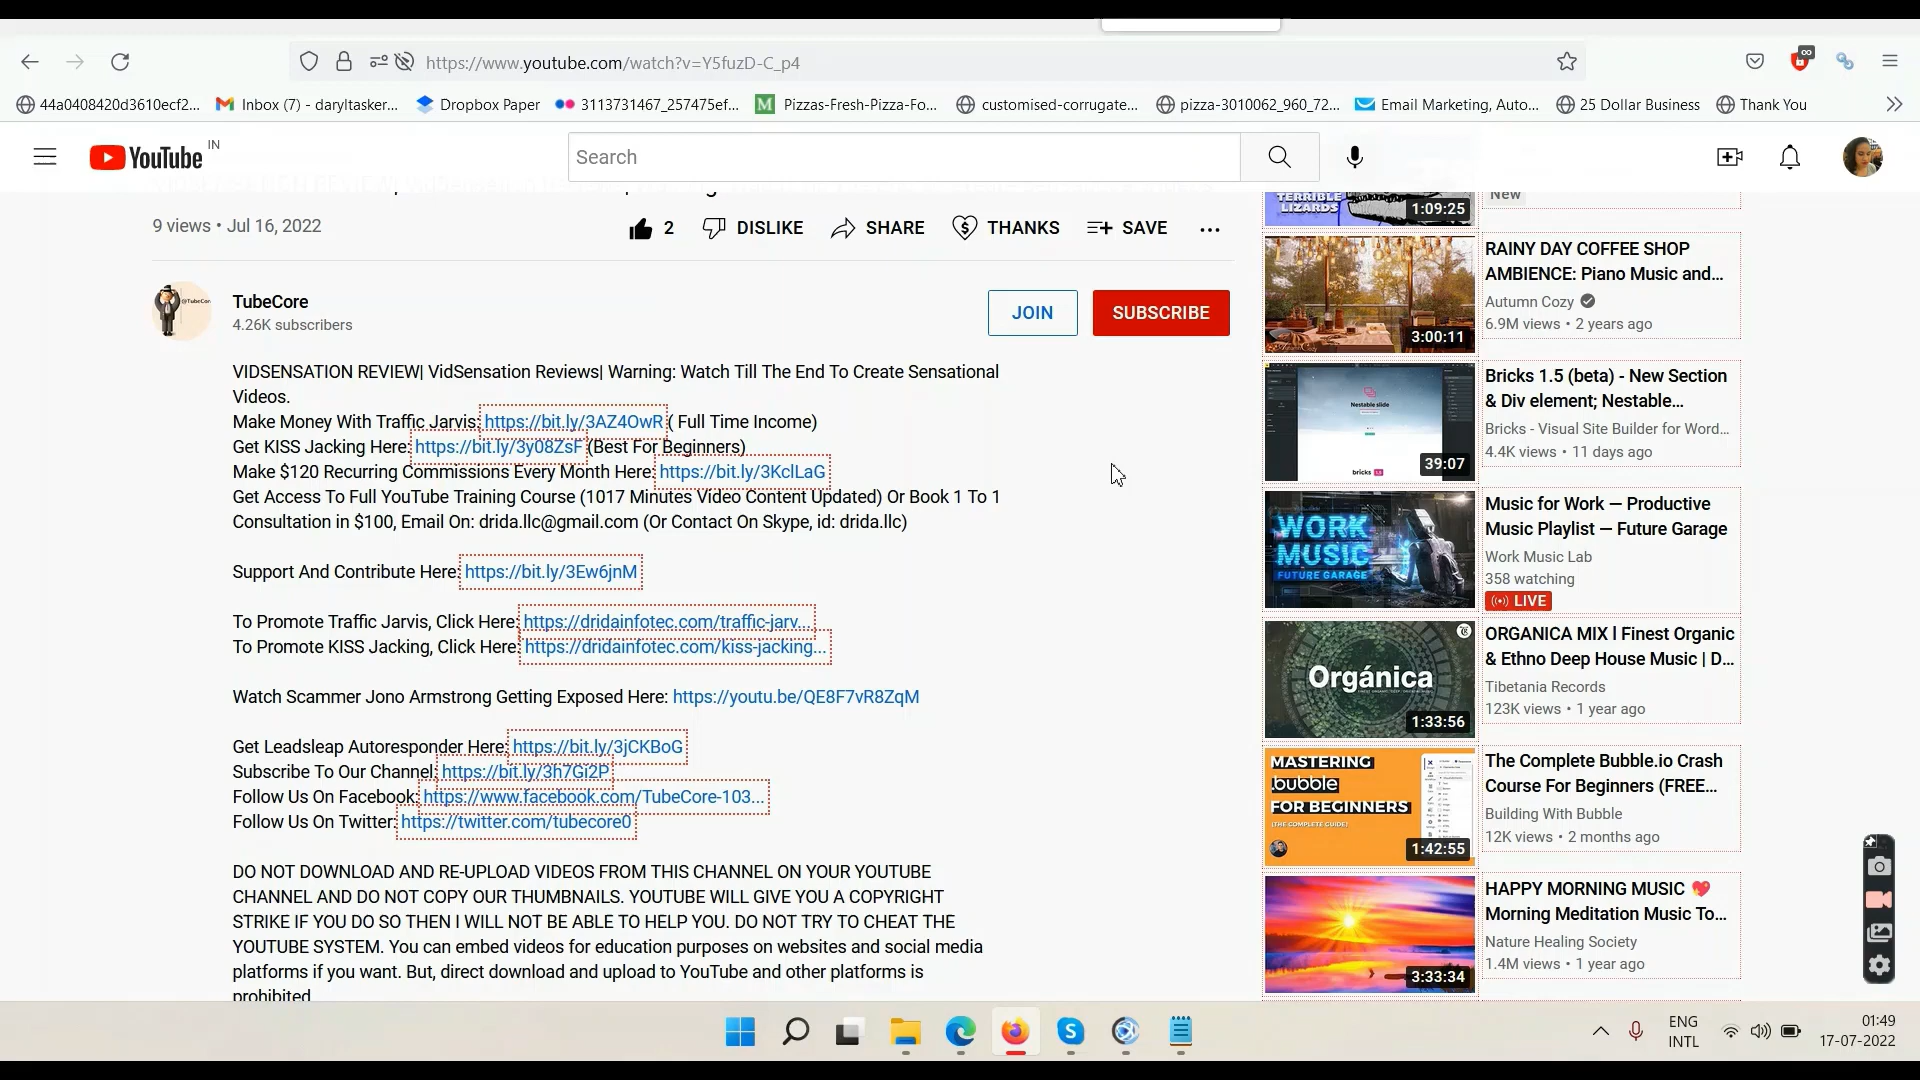 https://www.youtube.com/watch?v=Y5fuzD-C_p4
44a0408420d3610ecf2...
Inbox (7) - daryltasker...
Dropbox Paper
3113731467_257475ef...
Pizzas-Fresh-Pizza-Fo...
customised-corrugate...
pizza-3010062_960_72...
Email Marketing, Auto...
25 Dollar Business
Thank You
YouTube IN
Search
9 views • Jul 16, 2022
2
DISLIKE
SHARE
THANKS
SAVE
TubeCore
4.26K subscribers
JOIN
SUBSCRIBE
VIDSENSATION REVIEW| VidSensation Reviews| Warning: Watch Till The End To Create Sensational
Videos.
Make Money With Traffic Jarvis: https://bit.ly/3AZ4OwR ( Full Time Income)
Get KISS Jacking Here: https://bit.ly/3y08ZsF (Best For Beginners)
Make $120 Recurring Commissions Every Month Here: https://bit.ly/3KclLaG
Get Access To Full YouTube Training Course (1017 Minutes Video Content Updated) Or Book 1 To 1
Consultation in $100, Email On: drida.llc@gmail.com (Or Contact On Skype, id: drida.llc)
Support And Contribute Here: https://bit.ly/3Ew6jnM
To Promote Traffic Jarvis, Click Here: https://dridainfotec.com/traffic-jarv...
To Promote KISS Jacking, Click Here: https://dridainfotec.com/kiss-jacking...
Watch Scammer Jono Armstrong Getting Exposed Here: https://youtu.be/QE8F7vR8ZqM
Get Leadsleap Autoresponder Here: https://bit.ly/3jCKBoG
Subscribe To Our Channel: https://bit.ly/3h7Gi2P
Follow Us On Facebook: https://www.facebook.com/TubeCore-103...
Follow Us On Twitter: https://twitter.com/tubecore0
DO NOT DOWNLOAD AND RE-UPLOAD VIDEOS FROM THIS CHANNEL ON YOUR YOUTUBE
CHANNEL AND DO NOT COPY OUR THUMBNAILS. YOUTUBE WILL GIVE YOU A COPYRIGHT
STRIKE IF YOU DO SO THEN I WILL NOT BE ABLE TO HELP YOU. DO NOT TRY TO CHEAT THE
YOUTUBE SYSTEM. You can embed videos for education purposes on websites and social media
platforms if you want. But, direct download and upload to YouTube and other platforms is
prohibited
TERRIBLE
LIZARDS
1:09:25
New
3:00:11
RAINY DAY COFFEE SHOP
AMBIENCE: Piano Music and...
Autumn Cozy
6.9M views • 2 years ago
Nestable slide
bricks 1.5
39:07
Bricks 1.5 (beta) - New Section
& Div element; Nestable...
Bricks - Visual Site Builder for Word...
4.4K views • 11 days ago
WORK
MUSIC
FUTURE GARAGE
Music for Work — Productive
Music Playlist — Future Garage
Work Music Lab
358 watching
LIVE
Orgánica
1:33:56
ORGANICA MIX l Finest Organic
& Ethno Deep House Music | D...
Tibetania Records
123K views • 1 year ago
MASTERING
.bubble
FOR BEGINNERS
(THE COMPLETE GUIDE)
1:42:55
The Complete Bubble.io Crash
Course For Beginners (FREE...
Building With Bubble
12K views • 2 months ago
3:33:34
HAPPY MORNING MUSIC 💖
Morning Meditation Music To...
Nature Healing Society
1.4M views • 1 year ago
ENG
INTL
01:49
17-07-2022